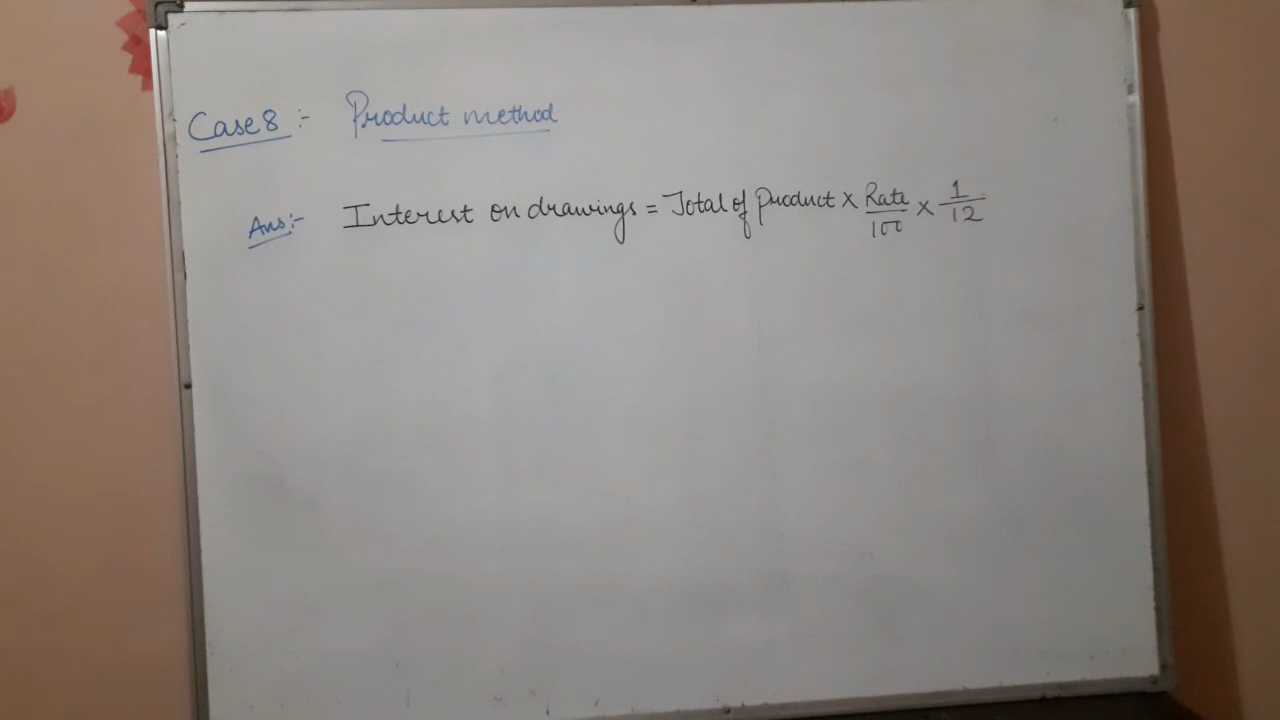 Case 8 :- Product method
Ans:- Interest on drawings = Total of Product × Rate/100 × 1/12